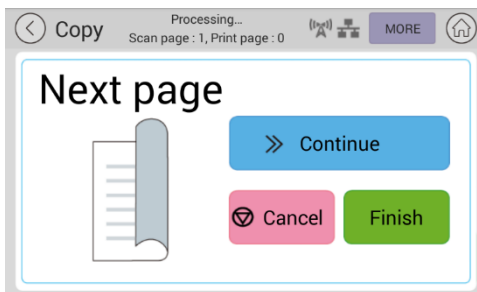 Copy
Processing...
Scan page : 1, Print page : 0
MORE
Next page
Continue
Cancel
Finish